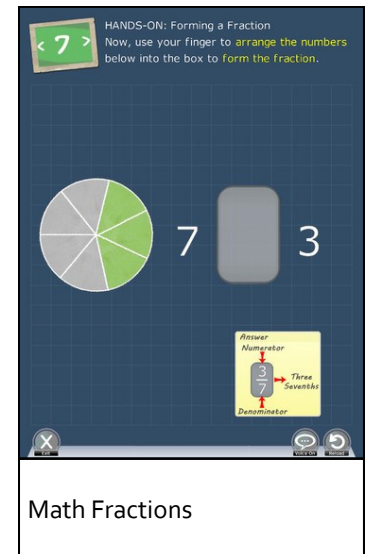 < 7 >
HANDS-ON: Forming a Fraction
Now, use your finger to arrange the numbers
below into the box to form the fraction.
7 3
Answer
Numerator
3
7
Three
Sevenths
Denominator
Exit
Voice On
Reload
Math Fractions